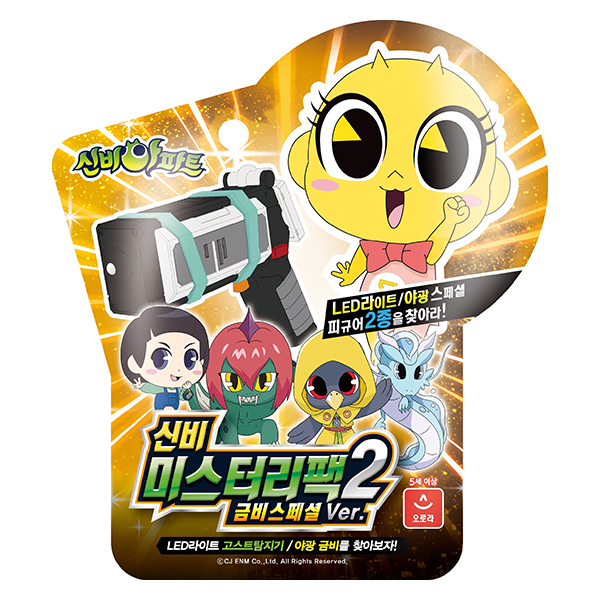 신비아파트
LED라이트/야광 스페셜
피규어 2종을 찾아라!
신비
미스터리팩2
금비스페셜 Ver.
5세 이상
오로라
LED라이트 고스트탐지기 / 야광 금비를 찾아보자!
ⓒCJ ENM Co.,Ltd. All Rights Reserved.